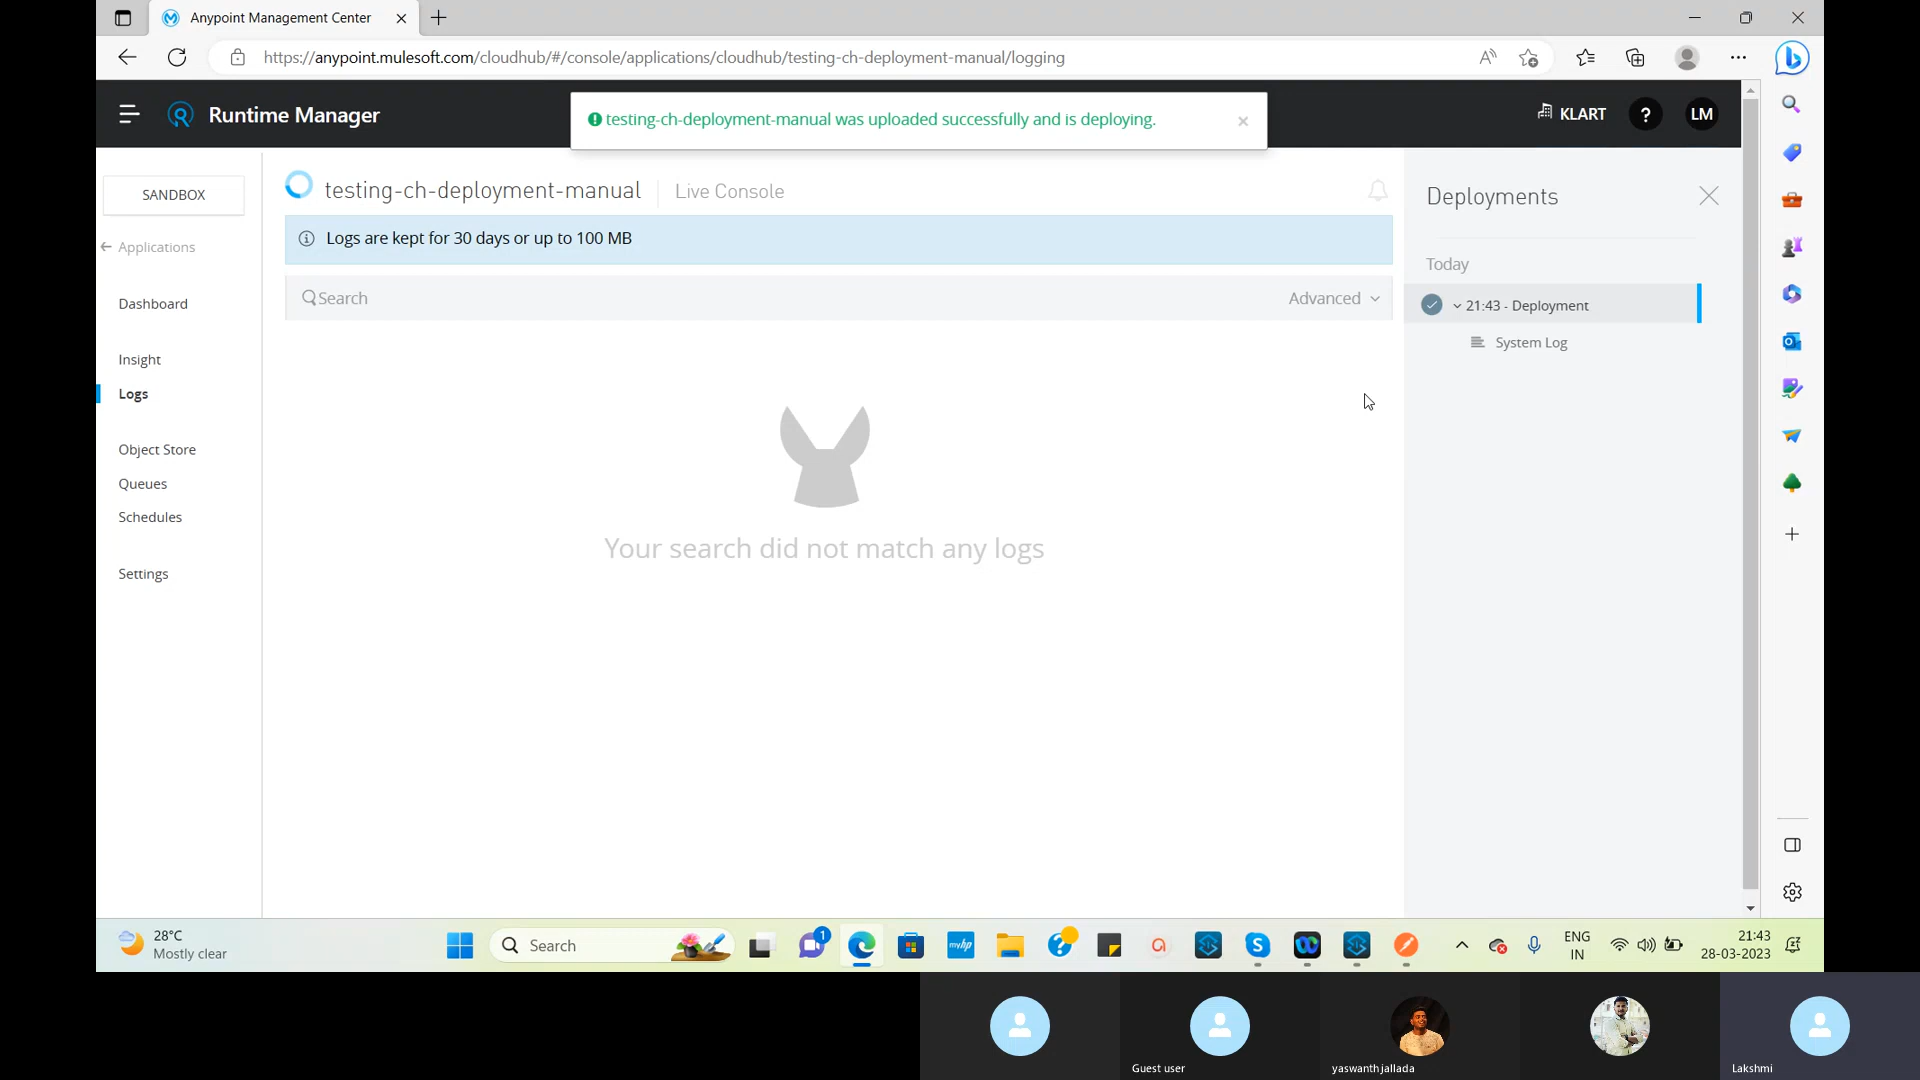 Anypoint Management Center
https://anypoint.mulesoft.com/cloudhub/#/console/applications/cloudhub/testing-ch-deployment-manual/logging
Runtime Manager
testing-ch-deployment-manual was uploaded successfully and is deploying.
KLART
?
LM
SANDBOX
Applications
Dashboard
Insight
Logs
Object Store
Queues
Schedules
Settings
testing-ch-deployment-manual
Live Console
Logs are kept for 30 days or up to 100 MB
Search
Advanced
Your search did not match any logs
Deployments
Today
21:43 - Deployment
System Log
28°C
Mostly clear
Search
1
myhp
ENG
IN
21:43
28-03-2023
Guest user
yaswanth jallada
Lakshmi